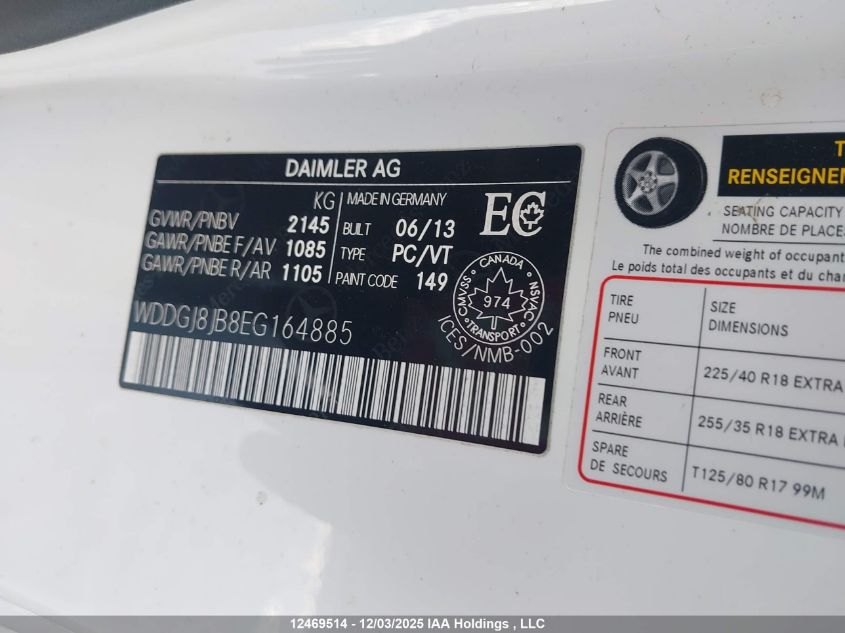 DAIMLER AG
KG
GVWR/PNBV 2145
GAWR/PNBE F/AV 1085
GAWR/PNBE R/AR 1105
MADE IN GERMANY
BUILT 06/13
TYPE PC/VT
PAINT CODE 149
EC
CANADA
CMVSS
NSVAC
974
TRANSPORT
ICES/NMB-002
WDDGJ8JB8EG164885
T
RENSEIGNEM
SEATING CAPACITY
NOMBRE DE PLACES
The combined weight of occupant
Le poids total des occupants et du char
TIRE
PNEU
SIZE
DIMENSIONS
FRONT
AVANT
225/40 R18 EXTRA
REAR
ARRIÈRE
255/35 R18 EXTRA
SPARE
DE SECOURS
T125/80 R17 99M
12469514 - 12/03/2025 IAA Holdings , LLC